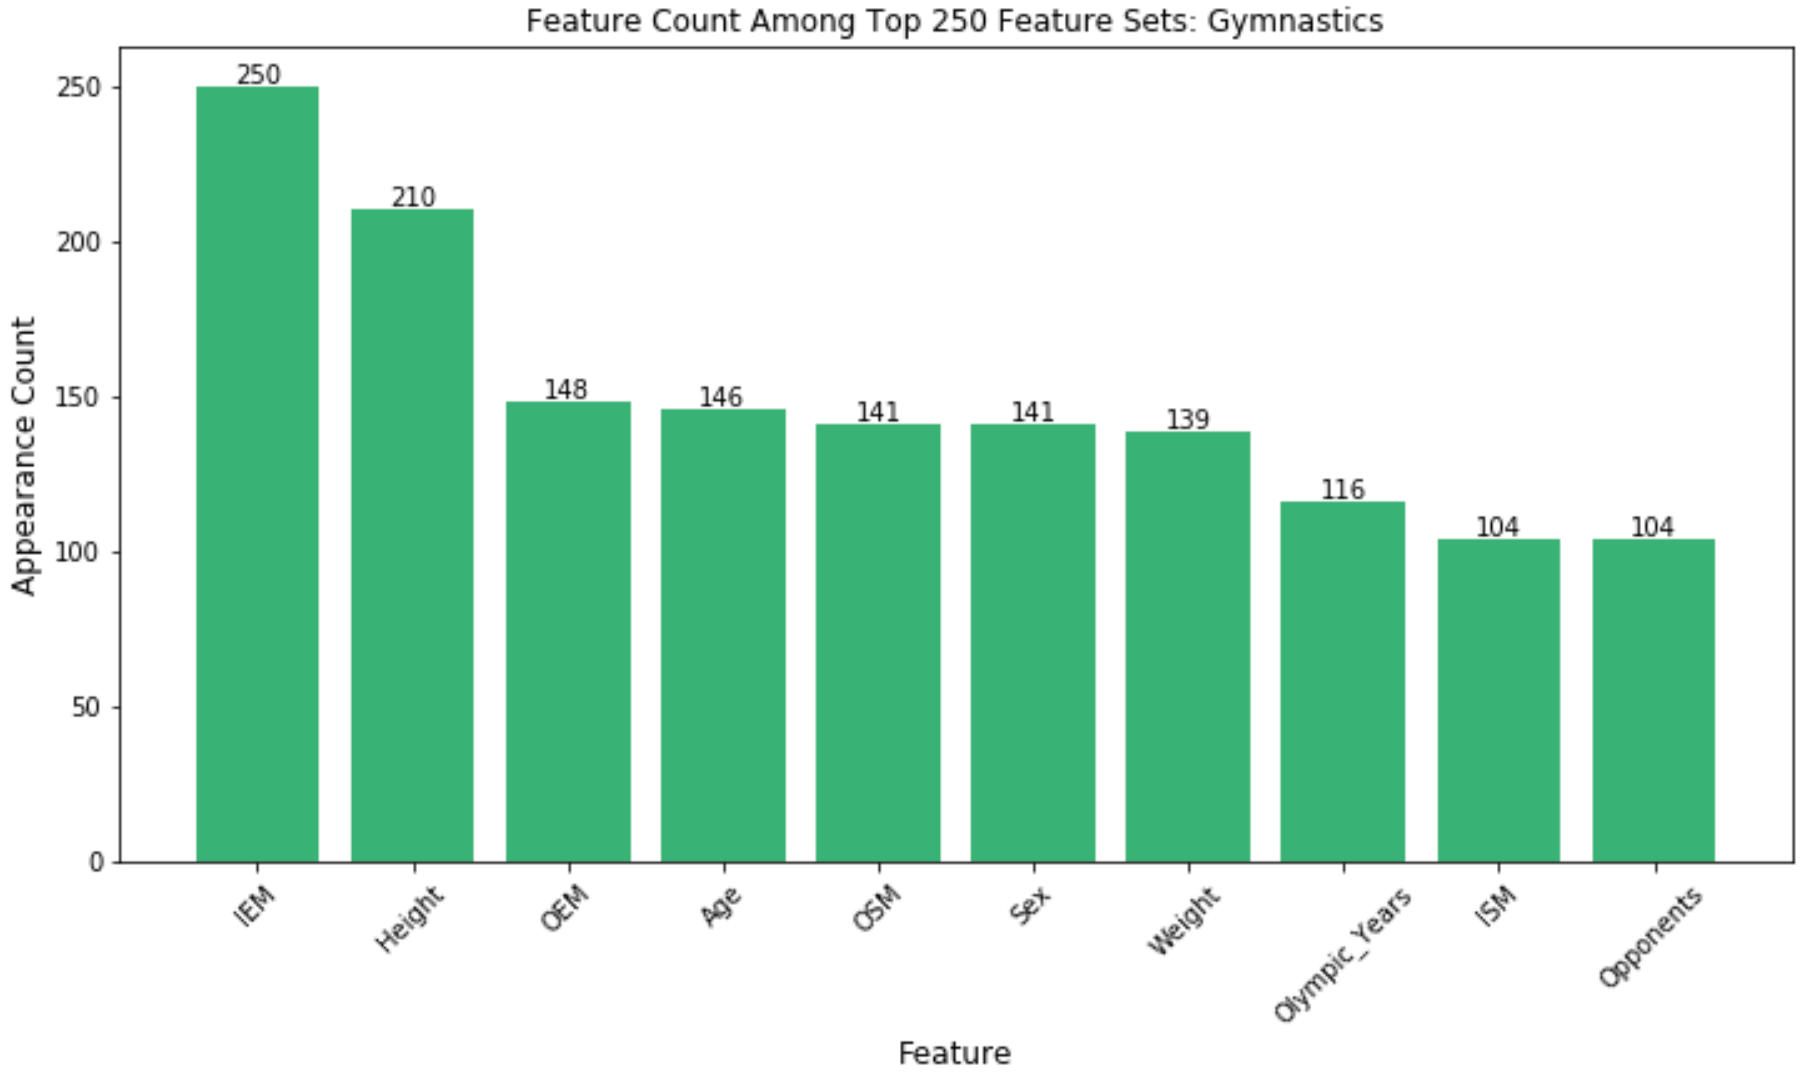 Feature Count Among Top 250 Feature Sets: Gymnastics
Appearance Count
250
200
150
100
50
0
250
210
148
146
141
141
139
116
104
104
IEM
Height
OEM
Age
OSM
Sex
Weight
Olympic_Years
ISM
Opponents
Feature